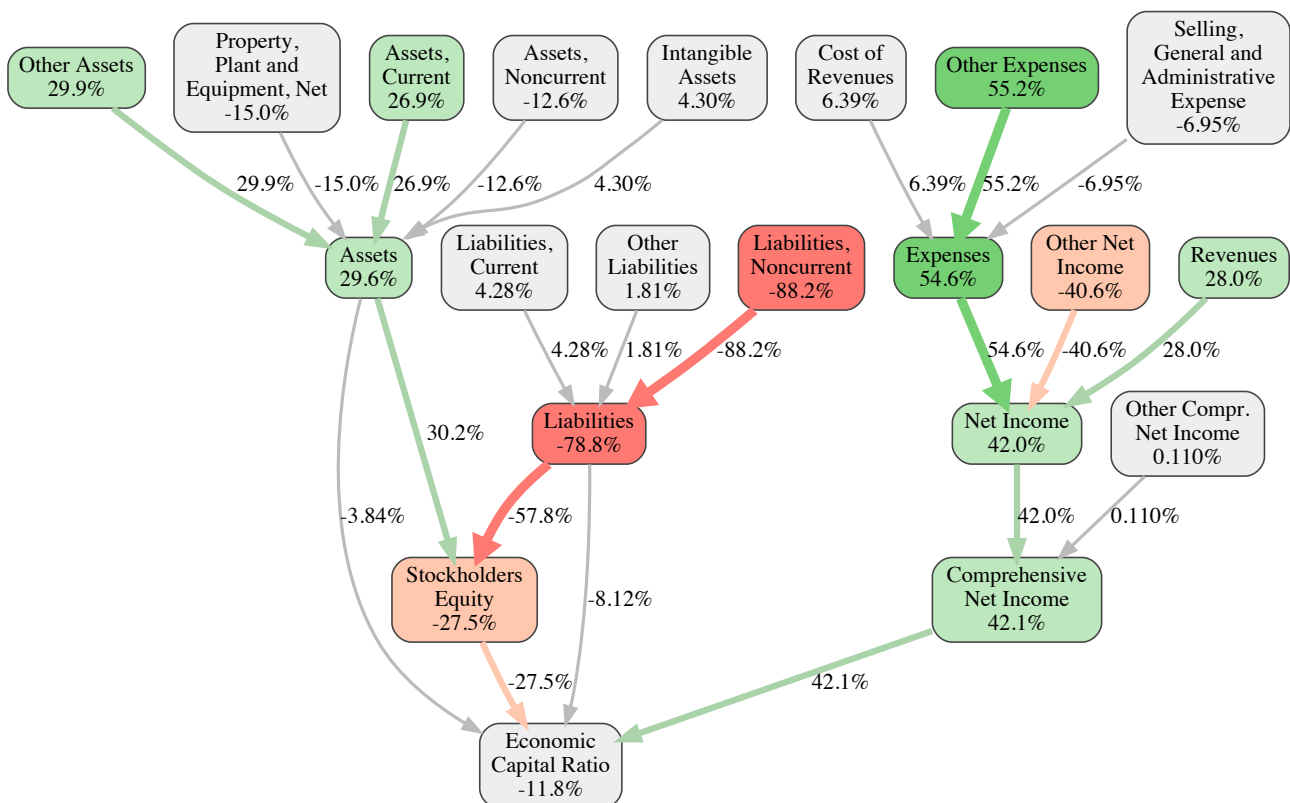 Other Assets
29.9%
Property,
Plant and
Equipment, Net
-15.0%
Assets,
Current
26.9%
Assets,
Noncurrent
-12.6%
Intangible
Assets
4.30%
Cost of
Revenues
6.39%
Other Expenses
55.2%
Selling,
General and
Administrative
Expense
-6.95%
29.9%
-15.0%
26.9%
-12.6%
4.30%
6.39%
55.2%
-6.95%
Assets
29.6%
Liabilities,
Current
4.28%
Other
Liabilities
1.81%
Liabilities,
Noncurrent
-88.2%
Expenses
54.6%
Other Net
Income
-40.6%
Revenues
28.0%
4.28%
1.81%
-88.2%
54.6%
-40.6%
28.0%
30.2%
Liabilities
-78.8%
Net Income
42.0%
Other Compr.
Net Income
0.110%
-3.84%
-57.8%
42.0%
0.110%
Stockholders
Equity
-27.5%
-8.12%
Comprehensive
Net Income
42.1%
-27.5%
42.1%
Economic
Capital Ratio
-11.8%